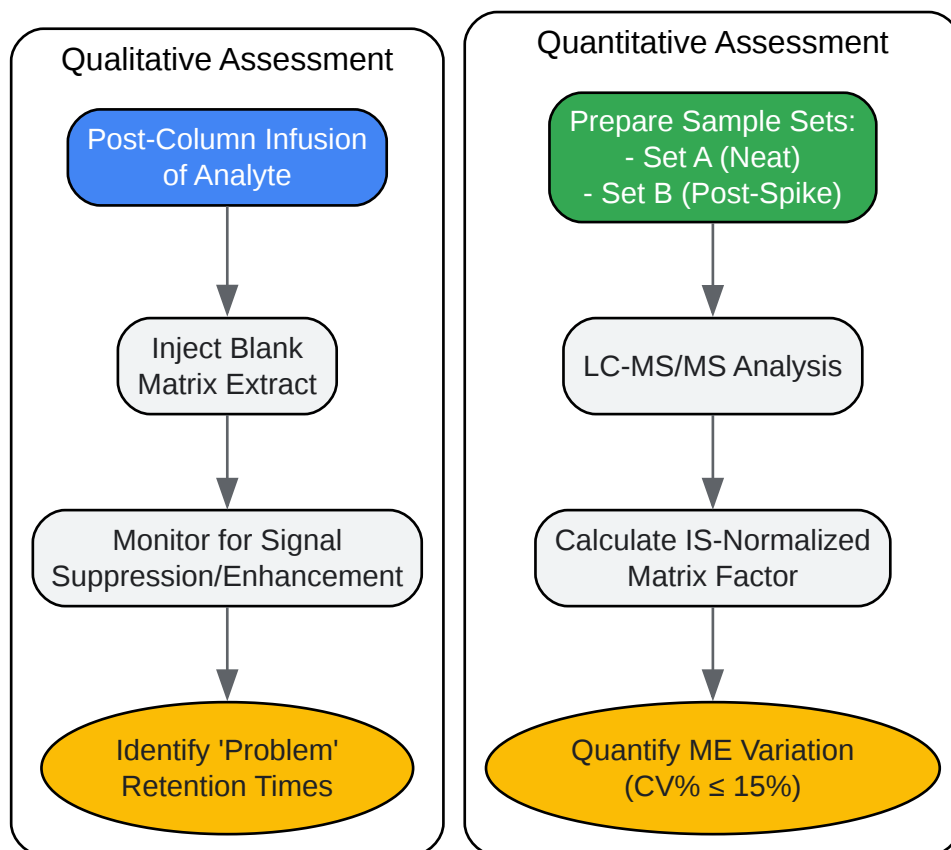 Qualitative Assessment
Post-Column Infusion
of Analyte
Inject Blank
Matrix Extract
Monitor for Signal
Suppression/Enhancement
Identify 'Problem'
Retention Times
Quantitative Assessment
Prepare Sample Sets:
- Set A (Neat)
- Set B (Post-Spike)
LC-MS/MS Analysis
Calculate IS-Normalized
Matrix Factor
Quantify ME Variation
(CV% ≤ 15%)